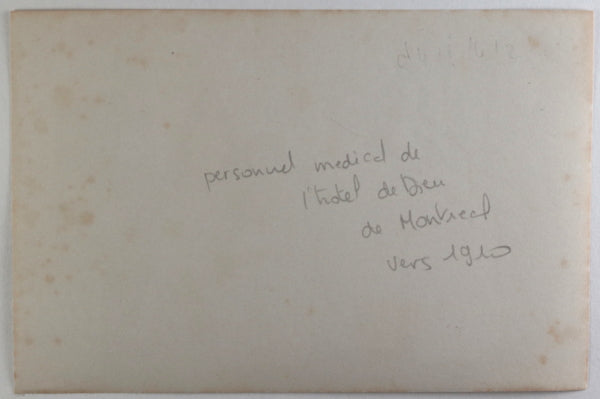 personnel medical de
l'hotel de Dieu
de Montreal
vers 1910